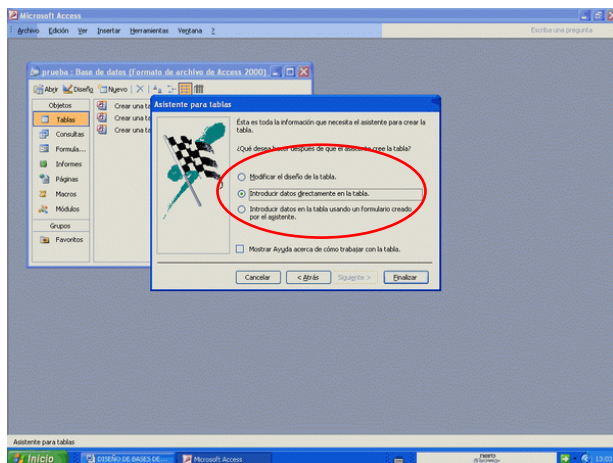 Microsoft Access
Archivo Edición Ver Insertar Herramientas Ventana ?
Escriba una pregunta
prueba : Base de datos (Formato de archivo de Access 2000)
Abrir Diseño Nuevo
Objetos
Tablas
Consultas
Formula...
Informes
Páginas
Macros
Módulos
Grupos
Favoritos
Crear una ta
Crear una ta
Crear una ta
Asistente para tablas
Ésta es toda la información que necesita el asistente para crear la
tabla.
¿Qué desea hacer después de que el asistente cree la tabla?
Modificar el diseño de la tabla.
Introducir datos directamente en la tabla.
Introducir datos en la tabla usando un formulario creado
por el asistente.
Mostrar Ayuda acerca de cómo trabajar con la tabla.
Cancelar
< Atrás
Siguiente >
Finalizar
Asistente para tablas
Inicio
DISEÑO DE BASES DE...
Microsoft Access
nero
13:03